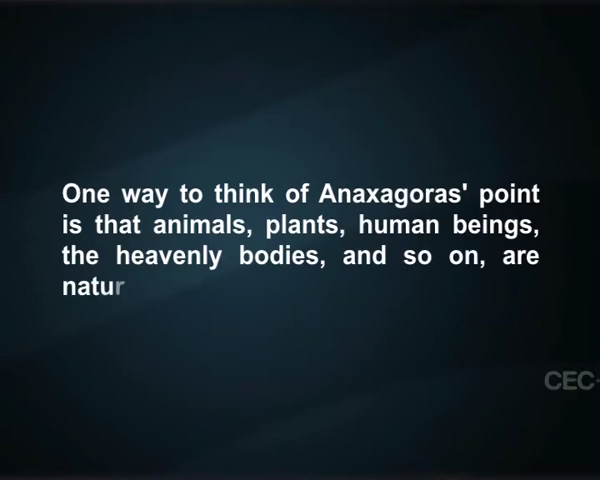 One way to think of Anaxagoras' point
is that animals, plants, human beings,
the heavenly bodies, and so on, are
natur
CEC-